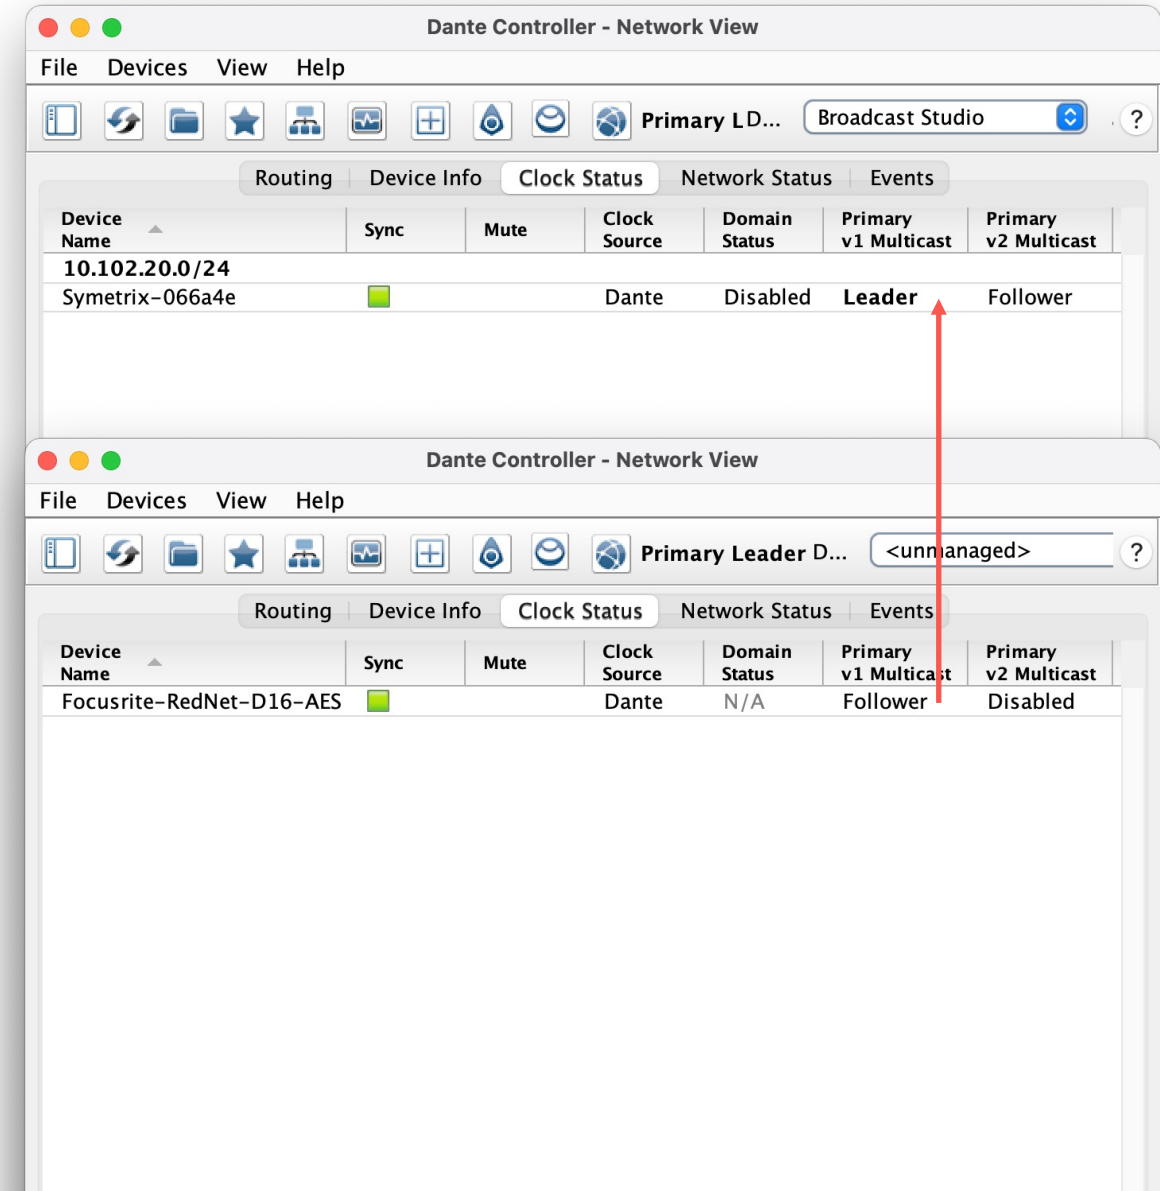 Dante Controller - Network View
File Devices View Help
Primary LD... Broadcast Studio ?
Routing Device Info Clock Status Network Status Events
Device Name Sync Mute Clock Source Domain Status Primary v1 Multicast Primary v2 Multicast
10.102.20.0/24
Symetrix-066a4e Dante Disabled Leader Follower
Dante Controller - Network View
File Devices View Help
Primary Leader D... <unmanaged> ?
Routing Device Info Clock Status Network Status Events
Device Name Sync Mute Clock Source Domain Status Primary v1 Multicast Primary v2 Multicast
Focusrite-RedNet-D16-AES Dante N/A Follower Disabled